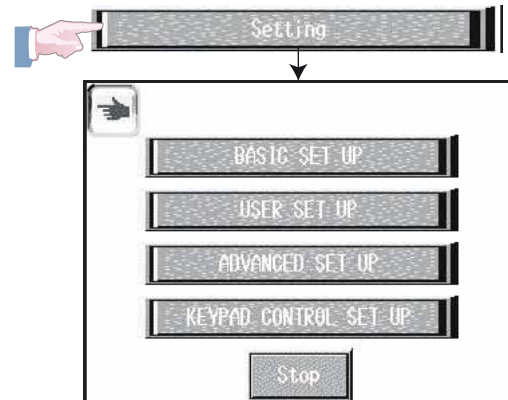 Setting
BASIC SET UP
USER SET UP
ADVANCED SET UP
KEYPAD CONTROL SET UP
Stop